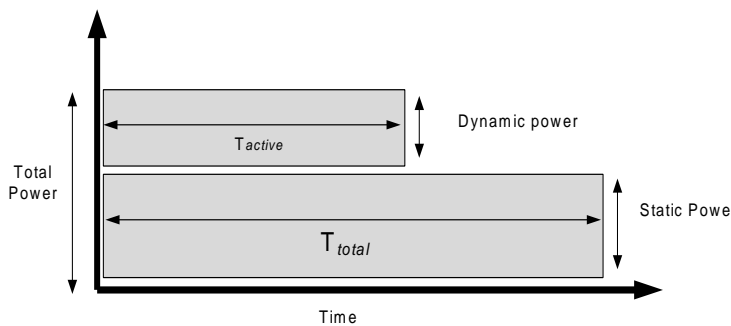 Dynamic power
Tactive
Total
Power
Static Powe
Ttotal
Time